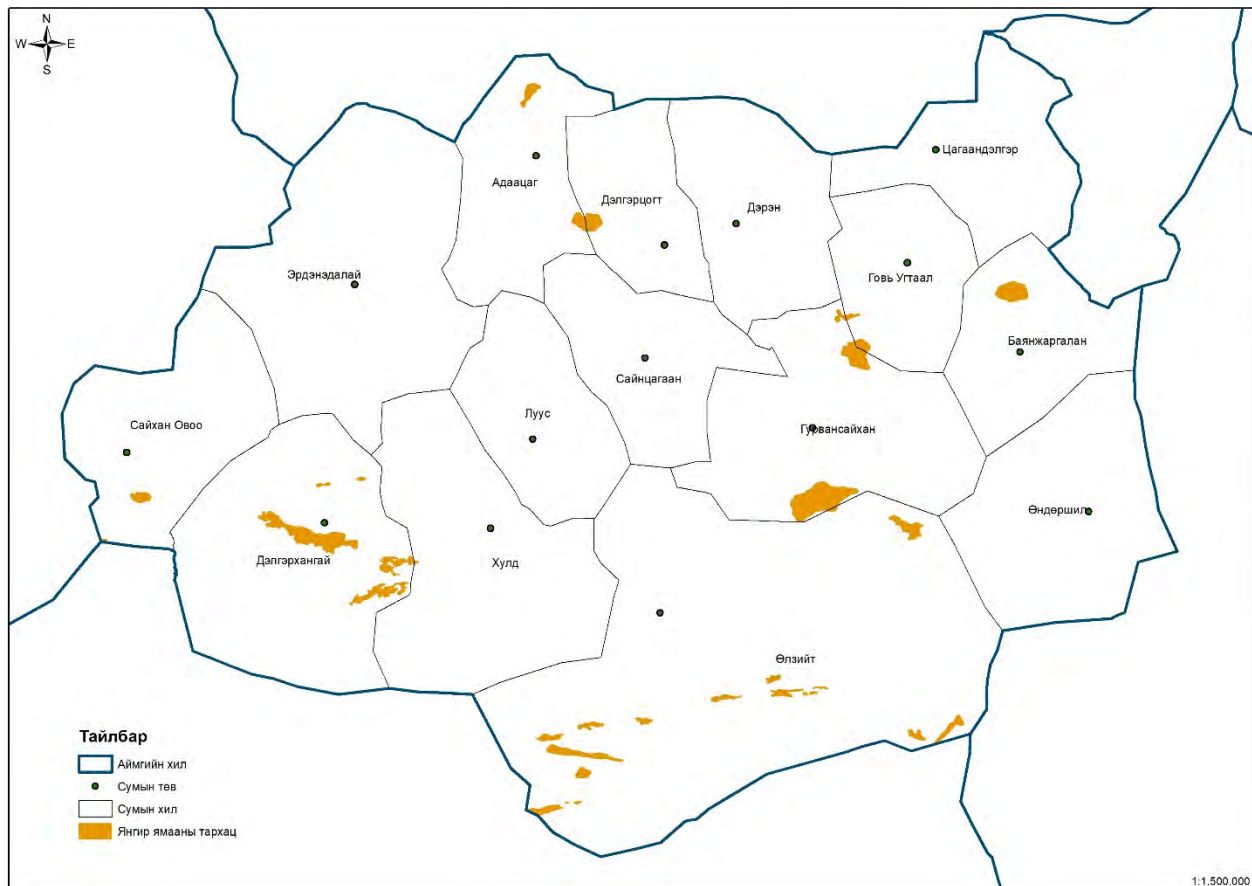 N
W E
S
Цагаандэлгэр
Адаацаг
Дэлгэрцогт
Дэрэн
Эрдэнэдалай
Говь Угтаал
Баянжаргалан
Сайнцагаан
Луус
Сайхан Овоо
Гурвансайхан
Өндөршил
Дэлгэрхангай
Хулд
Өлзийт
Тайлбар
Аймгийн хил
Сумын төв
Сумын хил
Янгир ямааны тархац
1:1,500,000